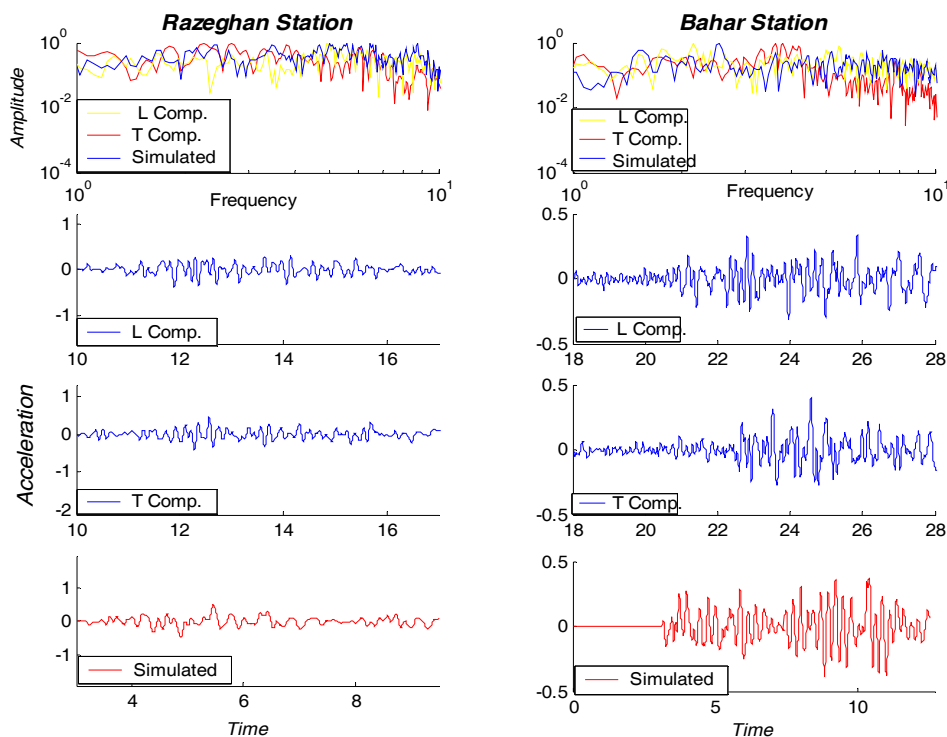 Razeghan Station
Bahar Station
Amplitude
10^0
10^-2
10^-4
L Comp.
T Comp.
Simulated
10^0
10^1
Frequency
10^0
10^-2
10^-4
L Comp.
T Comp.
Simulated
10^0
10^1
Frequency
Acceleration
1
0
-1
L Comp.
10 12 14 16
0.5
0
-0.5
L Comp.
18 20 22 24 26 28
1
0
-1
-2
T Comp.
10 12 14 16
0.5
0
-0.5
T Comp.
18 20 22 24 26 28
1
0
-1
Simulated
4 6 8
Time
0.5
0
-0.5
Simulated
0 5 10
Time